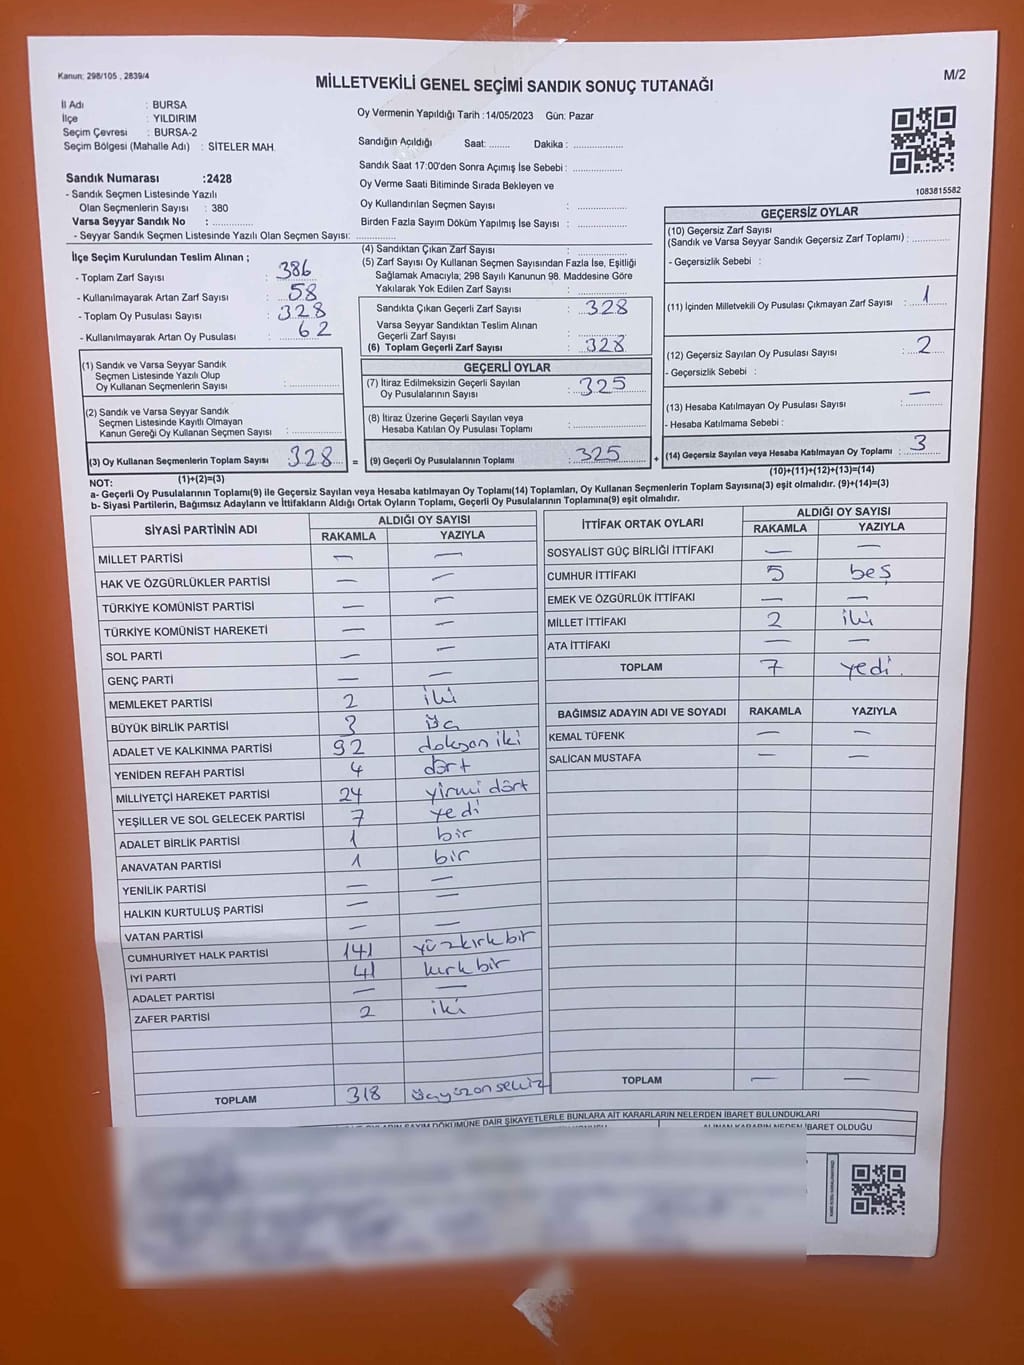 Kanun: 298/105 , 2839/4
M/2
MİLLETVEKİLİ GENEL SEÇİMİ SANDIK SONUÇ TUTANAĞI
İl Adı : BURSA
İlçe : YILDIRIM
Seçim Çevresi : BURSA-2
Seçim Bölgesi (Mahalle Adı) : SİTELER MAH.
Oy Vermenin Yapıldığı Tarih :14/05/2023 Gün: Pazar
Sandığın Açıldığı Saat: ........ Dakika : ...................
Sandık Saat 17:00'den Sonra Açımış İse Sebebi : ...................
Oy Verme Saati Bitiminde Sırada Bekleyen ve
Oy Kullandırılan Seçmen Sayısı : ...................
Birden Fazla Sayım Döküm Yapılmış İse Sayısı : ...................
1083815582
Sandık Numarası :2428
- Sandık Seçmen Listesinde Yazılı
Olan Seçmenlerin Sayısı : 380
Varsa Seyyar Sandık No : ...............
- Seyyar Sandık Seçmen Listesinde Yazılı Olan Seçmen Sayısı: ...............
İlçe Seçim Kurulundan Teslim Alınan ;
- Toplam Zarf Sayısı : 386
- Kullanılmayarak Artan Zarf Sayısı : 58
- Toplam Oy Pusulası Sayısı : 328
- Kullanılmayarak Artan Oy Pusulası : 62
(4) Sandıktan Çıkan Zarf Sayısı : ...................
(5) Zarf Sayısı Oy Kullanan Seçmen Sayısından Fazla İse, Eşitliği
Sağlamak Amacıyla; 298 Sayılı Kanunun 98. Maddesine Göre
Yakılarak Yok Edilen Zarf Sayısı : ...................
Sandıkta Çıkan Geçerli Zarf Sayısı : 328
Varsa Seyyar Sandıktan Teslim Alınan
Geçerli Zarf Sayısı : ...................
(6) Toplam Geçerli Zarf Sayısı : 328
GEÇERSİZ OYLAR
(10) Geçersiz Zarf Sayısı
(Sandık ve Varsa Seyyar Sandık Geçersiz Zarf Toplamı) : ...............
- Geçersizlik Sebebi :
(11) İçinden Milletvekili Oy Pusulası Çıkmayan Zarf Sayısı : 1
(12) Geçersiz Sayılan Oy Pusulası Sayısı : 2
- Geçersizlik Sebebi :
(13) Hesaba Katılmayan Oy Pusulası Sayısı : —
- Hesaba Katılmama Sebebi :
(14) Geçersiz Sayılan veya Hesaba Katılmayan Oy Toplamı : 3
(10)+(11)+(12)+(13)=(14)
(1) Sandık ve Varsa Seyyar Sandık
Seçmen Listesinde Yazılı Olup
Oy Kullanan Seçmenlerin Sayısı : ...............
(2) Sandık ve Varsa Seyyar Sandık
Seçmen Listesinde Kayıtlı Olmayan
Kanun Gereği Oy Kullanan Seçmen Sayısı : ...............
(3) Oy Kullanan Seçmenlerin Toplam Sayısı 328 =
(1)+(2)=(3)
GEÇERLİ OYLAR
(7) İtiraz Edilmeksizin Geçerli Sayılan
Oy Pusulalarının Sayısı : 325
(8) İtiraz Üzerine Geçerli Sayılan veya
Hesaba Katılan Oy Pusulası Toplamı : ...................
(9) Geçerli Oy Pusulalarının Toplamı : 325 +
NOT:
a- Geçerli Oy Pusulalarının Toplamı(9) ile Geçersiz Sayılan veya Hesaba katılmayan Oy Toplamı(14) Toplamları, Oy Kullanan Seçmenlerin Toplam Sayısına(3) eşit olmalıdır. (9)+(14)=(3)
b- Siyasi Partilerin, Bağımsız Adayların ve İttifakların Aldığı Ortak Oyların Toplamı, Geçerli Oy Pusulalarının Toplamına(9) eşit olmalıdır.
SİYASİ PARTİNİN ADI ALDIĞI OY SAYISI
RAKAMLA YAZIYLA
MİLLET PARTİSİ — —
HAK VE ÖZGÜRLÜKLER PARTİSİ — —
TÜRKİYE KOMÜNİST PARTİSİ — —
TÜRKİYE KOMÜNİST HAREKETİ — —
SOL PARTİ — —
GENÇ PARTİ — —
MEMLEKET PARTİSİ 2 iki
BÜYÜK BİRLİK PARTİSİ 3 üç
ADALET VE KALKINMA PARTİSİ 92 doksan iki
YENİDEN REFAH PARTİSİ 4 dört
MİLLİYETÇİ HAREKET PARTİSİ 24 yirmi dört
YEŞİLLER VE SOL GELECEK PARTİSİ 7 yedi
ADALET BİRLİK PARTİSİ 1 bir
ANAVATAN PARTİSİ 1 bir
YENİLİK PARTİSİ — —
HALKIN KURTULUŞ PARTİSİ — —
VATAN PARTİSİ — —
CUMHURİYET HALK PARTİSİ 141 yüzkırkbir
İYİ PARTİ 41 kırkbir
ADALET PARTİSİ — —
ZAFER PARTİSİ 2 iki
TOPLAM 318 üçyüzonsekiz
İTTİFAK ORTAK OYLARI ALDIĞI OY SAYISI
RAKAMLA YAZIYLA
SOSYALİST GÜÇ BİRLİĞİ İTTİFAKI — —
CUMHUR İTTİFAKI 5 beş
EMEK VE ÖZGÜRLÜK İTTİFAKI — —
MİLLET İTTİFAKI 2 iki
ATA İTTİFAKI — —
TOPLAM 7 yedi.
BAĞIMSIZ ADAYIN ADI VE SOYADI RAKAMLA YAZIYLA
KEMAL TÜFENK — —
SALİCAN MUSTAFA — —
TOPLAM — —
SAYIM DÖKÜMÜNE DAİR ŞİKAYETLERLE BUNLARA AİT KARARLARIN NELERDEN İBARET BULUNDUKLARI
ALINAN KARARIN NEDEN İBARET OLDUĞU